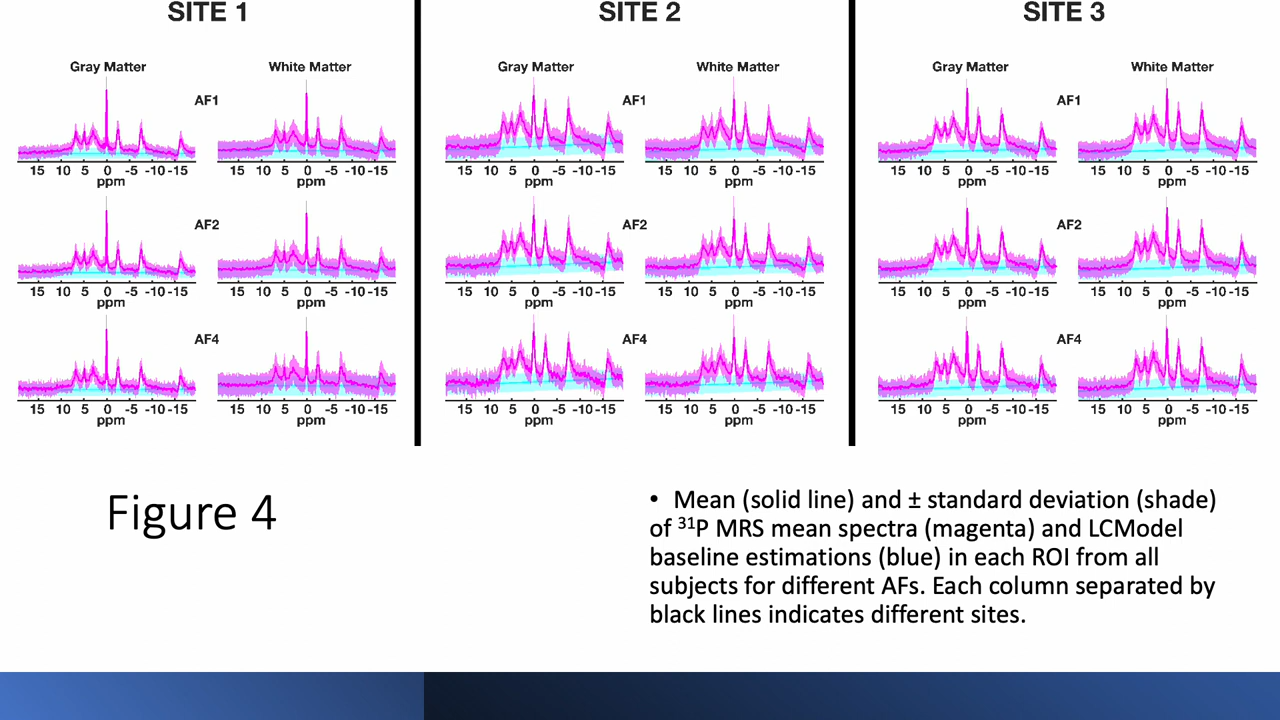 SITE 1
SITE 2
SITE 3
Gray Matter
White Matter
Gray Matter
White Matter
Gray Matter
White Matter
AF1
AF1
AF1
15 10 5 0 -5 -10 -15
15 10 5 0 -5 -10 -15
15 10 5 0 -5 -10 -15
15 10 5 0 -5 -10 -15
15 10 5 0 -5 -10 -15
15 10 5 0 -5 -10 -15
ppm
ppm
ppm
ppm
ppm
ppm
AF2
AF2
AF2
15 10 5 0 -5 -10 -15
15 10 5 0 -5 -10 -15
15 10 5 0 -5 -10 -15
15 10 5 0 -5 -10 -15
15 10 5 0 -5 -10 -15
15 10 5 0 -5 -10 -15
ppm
ppm
ppm
ppm
ppm
ppm
AF4
AF4
AF4
15 10 5 0 -5 -10 -15
15 10 5 0 -5 -10 -15
15 10 5 0 -5 -10 -15
15 10 5 0 -5 -10 -15
15 10 5 0 -5 -10 -15
15 10 5 0 -5 -10 -15
ppm
ppm
ppm
ppm
ppm
ppm
Figure 4
• Mean (solid line) and ± standard deviation (shade)
of ³¹P MRS mean spectra (magenta) and LCModel
baseline estimations (blue) in each ROI from all
subjects for different AFs. Each column separated by
black lines indicates different sites.